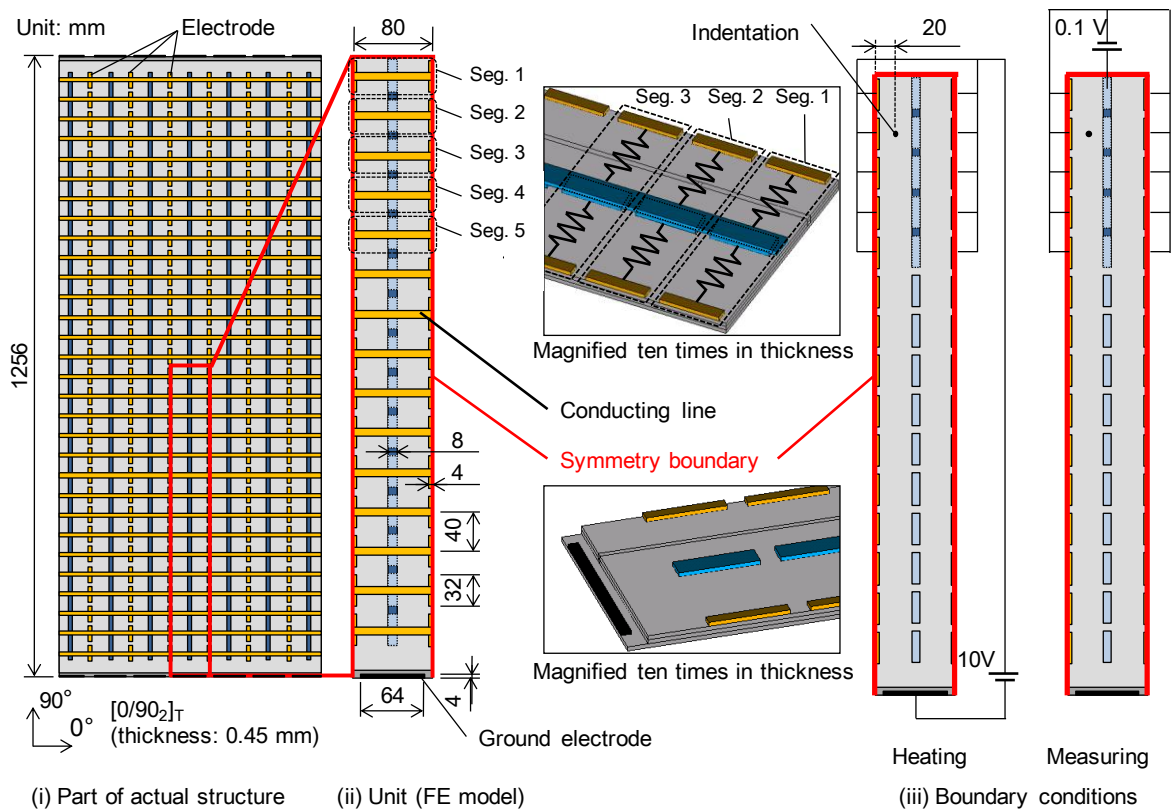 Unit: mm
Electrode
80
Seg. 1
Seg. 2
Seg. 3
Seg. 4
Seg. 5
1256
8
4
40
32
64
4
90°
0°
[0/90₂]T
(thickness: 0.45 mm)
Seg. 3 Seg. 2 Seg. 1
Magnified ten times in thickness
Conducting line
Symmetry boundary
Magnified ten times in thickness
Ground electrode
Indentation
20
0.1 V
10V
Heating
Measuring
(i) Part of actual structure
(ii) Unit (FE model)
(iii) Boundary conditions